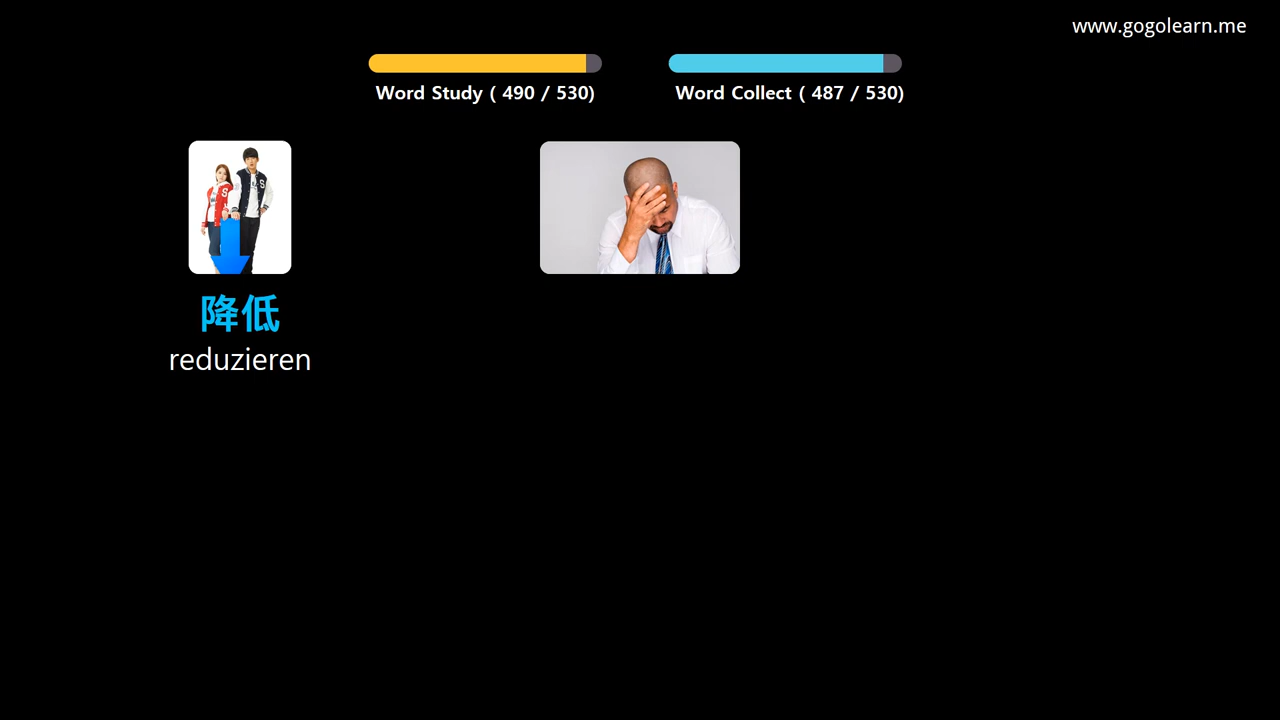 www.gogolearn.me
Word Study ( 490 / 530)
Word Collect ( 487 / 530)
S
S
降低
reduzieren